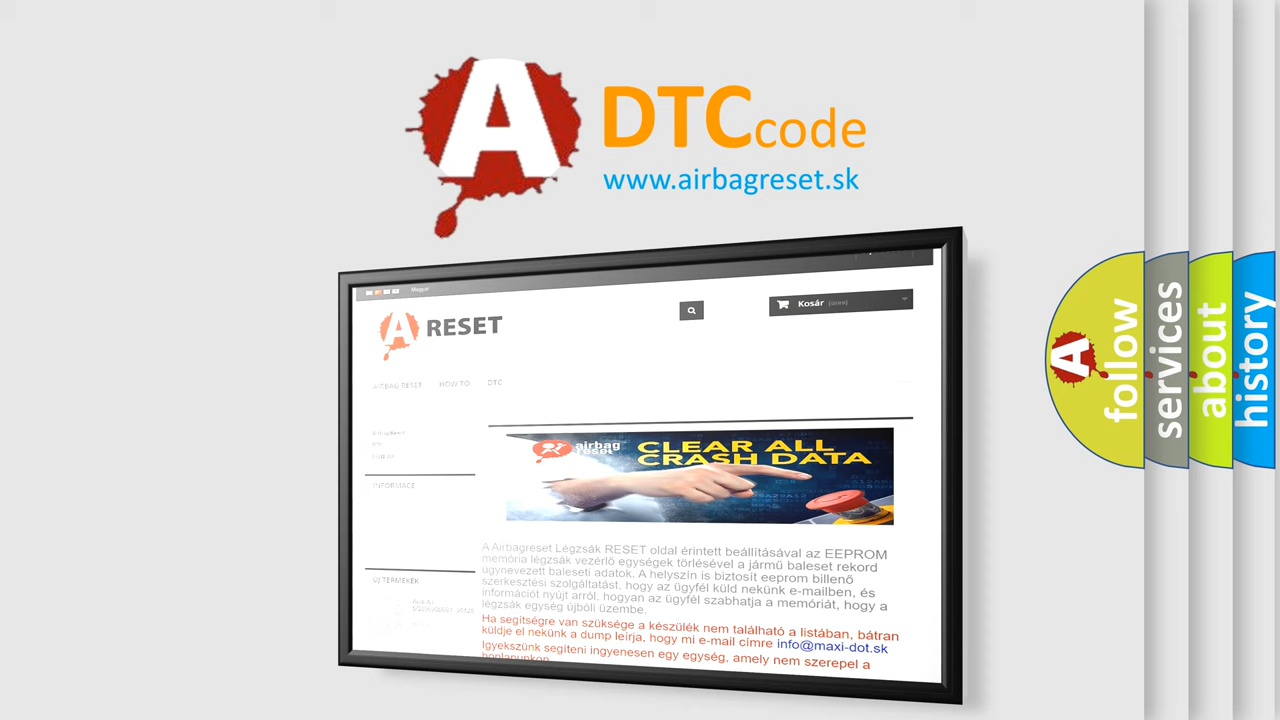 A
DTC code
www.airbagreset.sk
Magyar
A RESET
Kosár (üres)
AIRBAG RESET HOW TO DTC
INFORMACE
airbag reset
CLEAR ALL
CRASH DATA
A Airbagreset Légzsák RESET oldal érintett beállításával az EEPROM
memória légzsák vezérlő egységek törlésével a jármű baleset rekord
úgynevezett baleseti adatok. A helyszín is biztosít eeprom billenő
szerkesztési szolgáltatást, hogy az ügyfél küld nekünk e-mailben, és
információt nyújt arról, hogyan az ügyfél szabhatja a memóriát, hogy a
légzsák egység újbóli üzembe.
Ha segítségre van szüksége a készülék nem található a listában, bátran
küldje el nekünk a dump leírja, hogy mi e-mail címre info@maxi-dot.sk
Igyekszünk segíteni ingyenesen egy egység, amely nem szerepel a
honlapunkon
ÚJ TERMÉKEK
A
follow
services
about
history